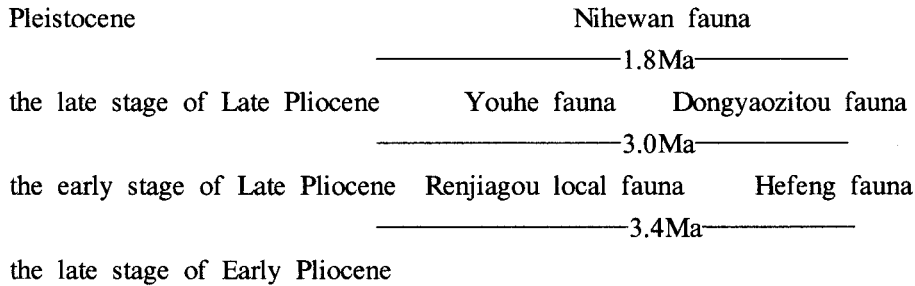 Pleistocene Nihewan fauna
1.8Ma
the late stage of Late Pliocene Youhe fauna Dongyaozitou fauna
3.0Ma
the early stage of Late Pliocene Renjiagou local fauna Hefeng fauna
3.4Ma
the late stage of Early Pliocene